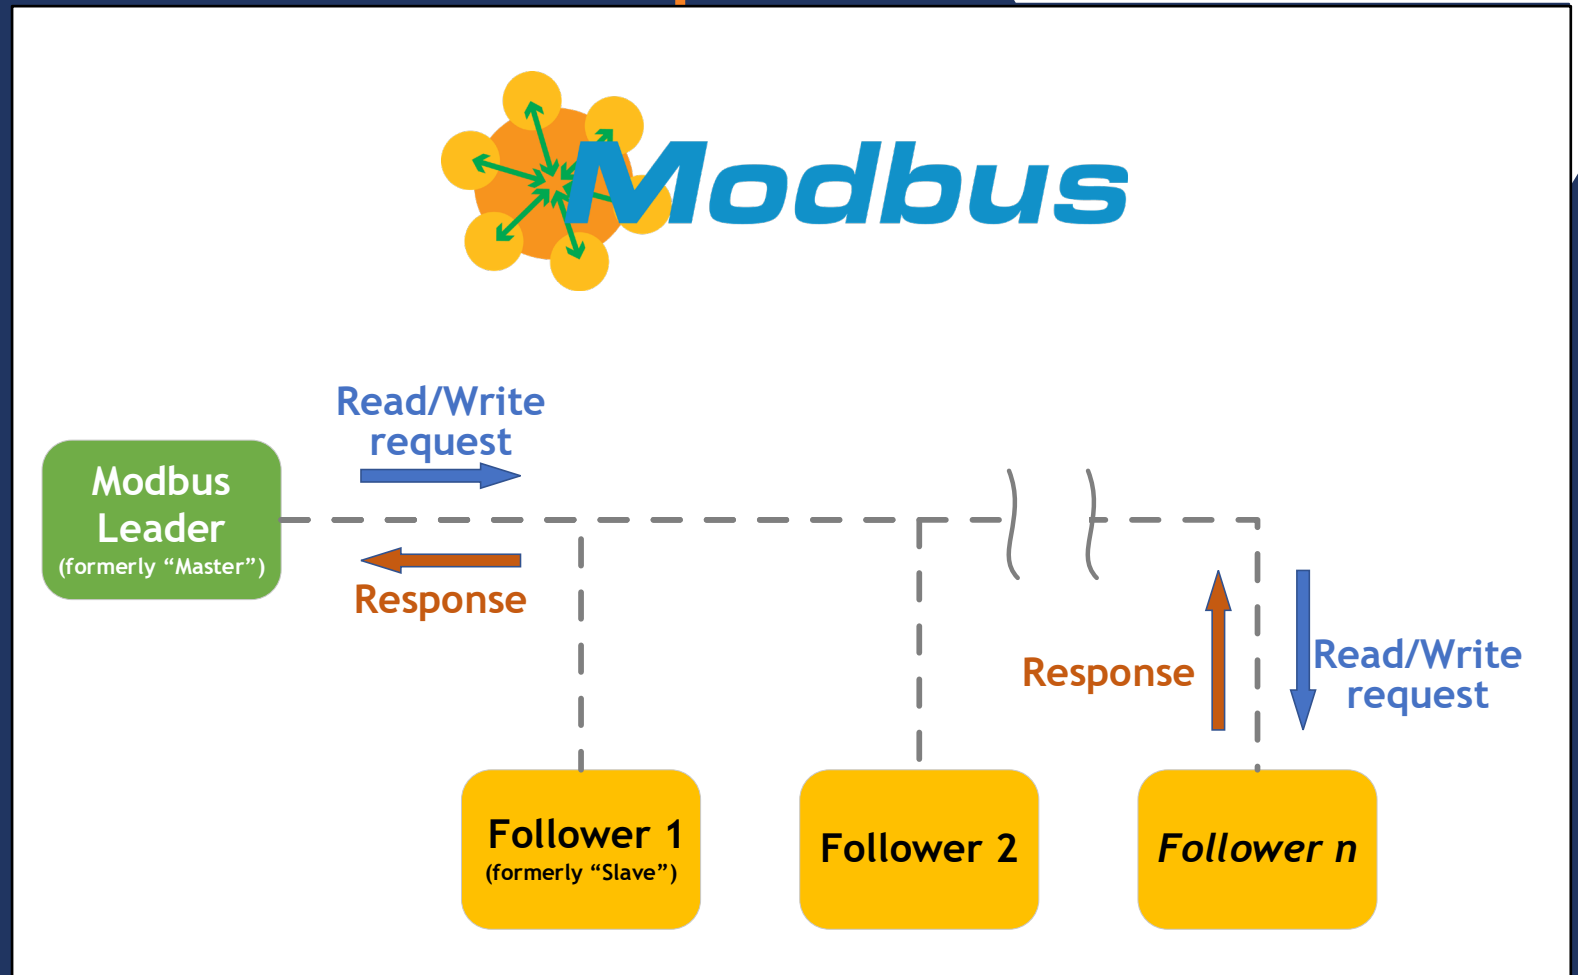 Modbus
Read/Write
request
Modbus
Leader
(formerly “Master”)
Response
Response
Read/Write
request
Follower 1
(formerly “Slave”)
Follower 2
Follower n